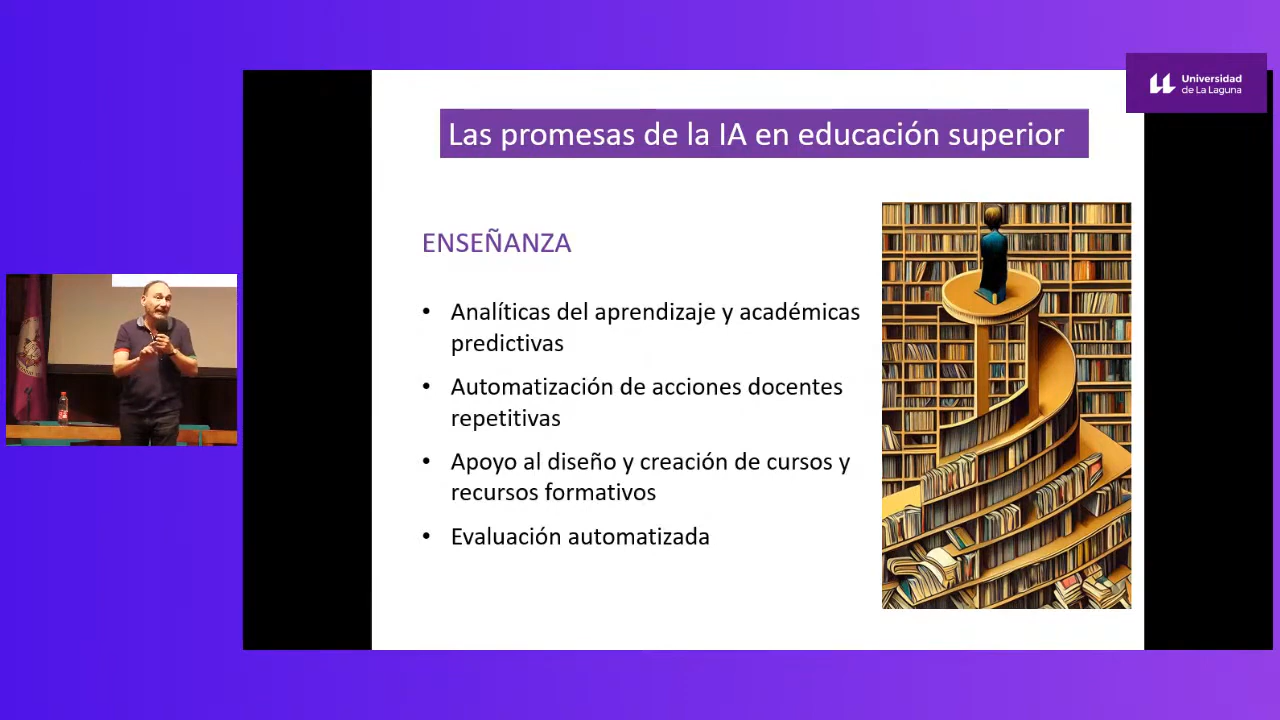 Universidad
de La Laguna
Las promesas de la IA en educación superior
ENSEÑANZA
• Analíticas del aprendizaje y académicas
predictivas
• Automatización de acciones docentes
repetitivas
• Apoyo al diseño y creación de cursos y
recursos formativos
• Evaluación automatizada